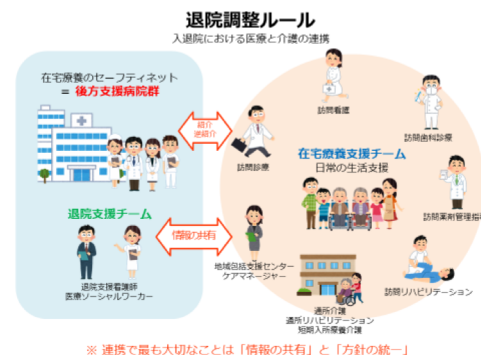 退院調整ルール
入退院における医療と介護の連携
在宅療養のセーフティネット
= 後方支援病院群
紹介
逆紹介
訪問看護
訪問歯科診療
訪問診療
在宅療養支援チーム
日常の生活支援
訪問薬剤管理指
退院支援チーム
情報の共有
退院支援看護師
医療ソーシャルワーカー
地域包括支援センター
ケアマネージャー
訪問リハビリテーション
通所介護
通所リハビリテーション
短期入所療養介護
※ 連携で最も大切なことは「情報の共有」と「方針の統一」